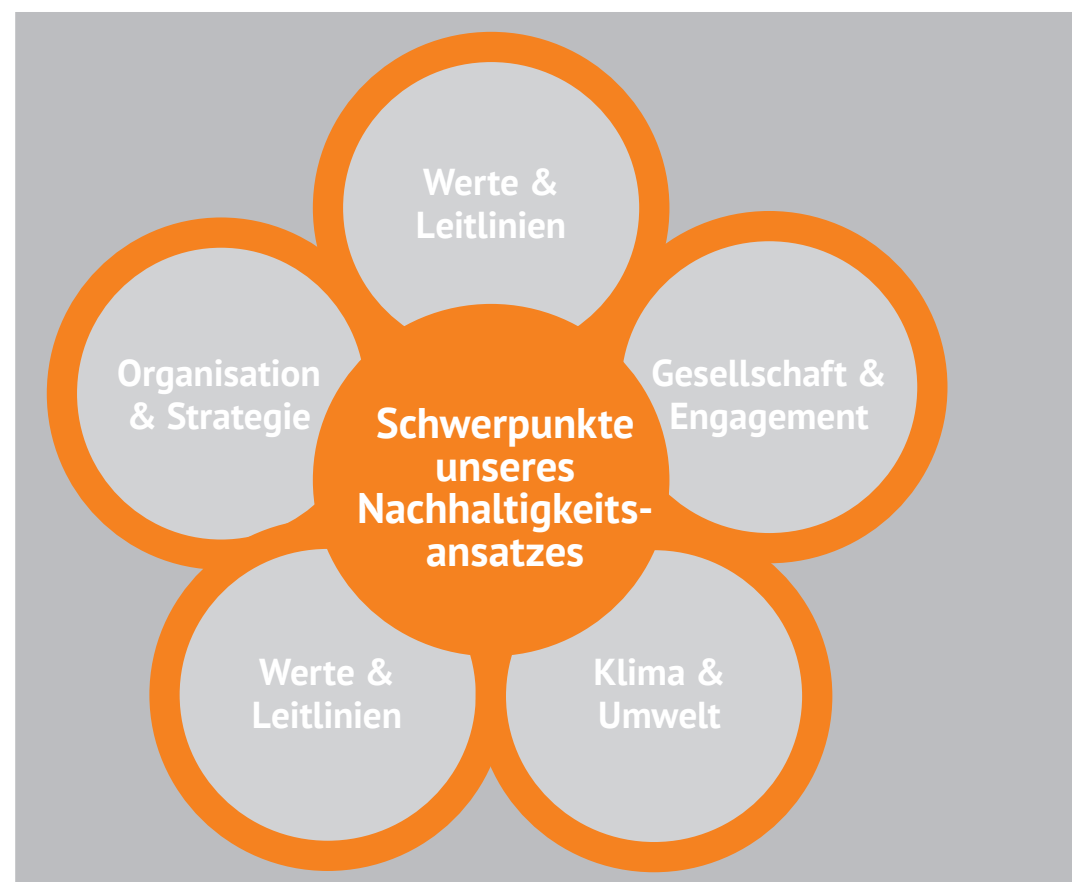 Werte &
Leitlinien
Organisation
& Strategie
Gesellschaft &
Engagement
Schwerpunkte
unseres
Nachhaltigkeits-
ansatzes
Werte &
Leitlinien
Klima &
Umwelt